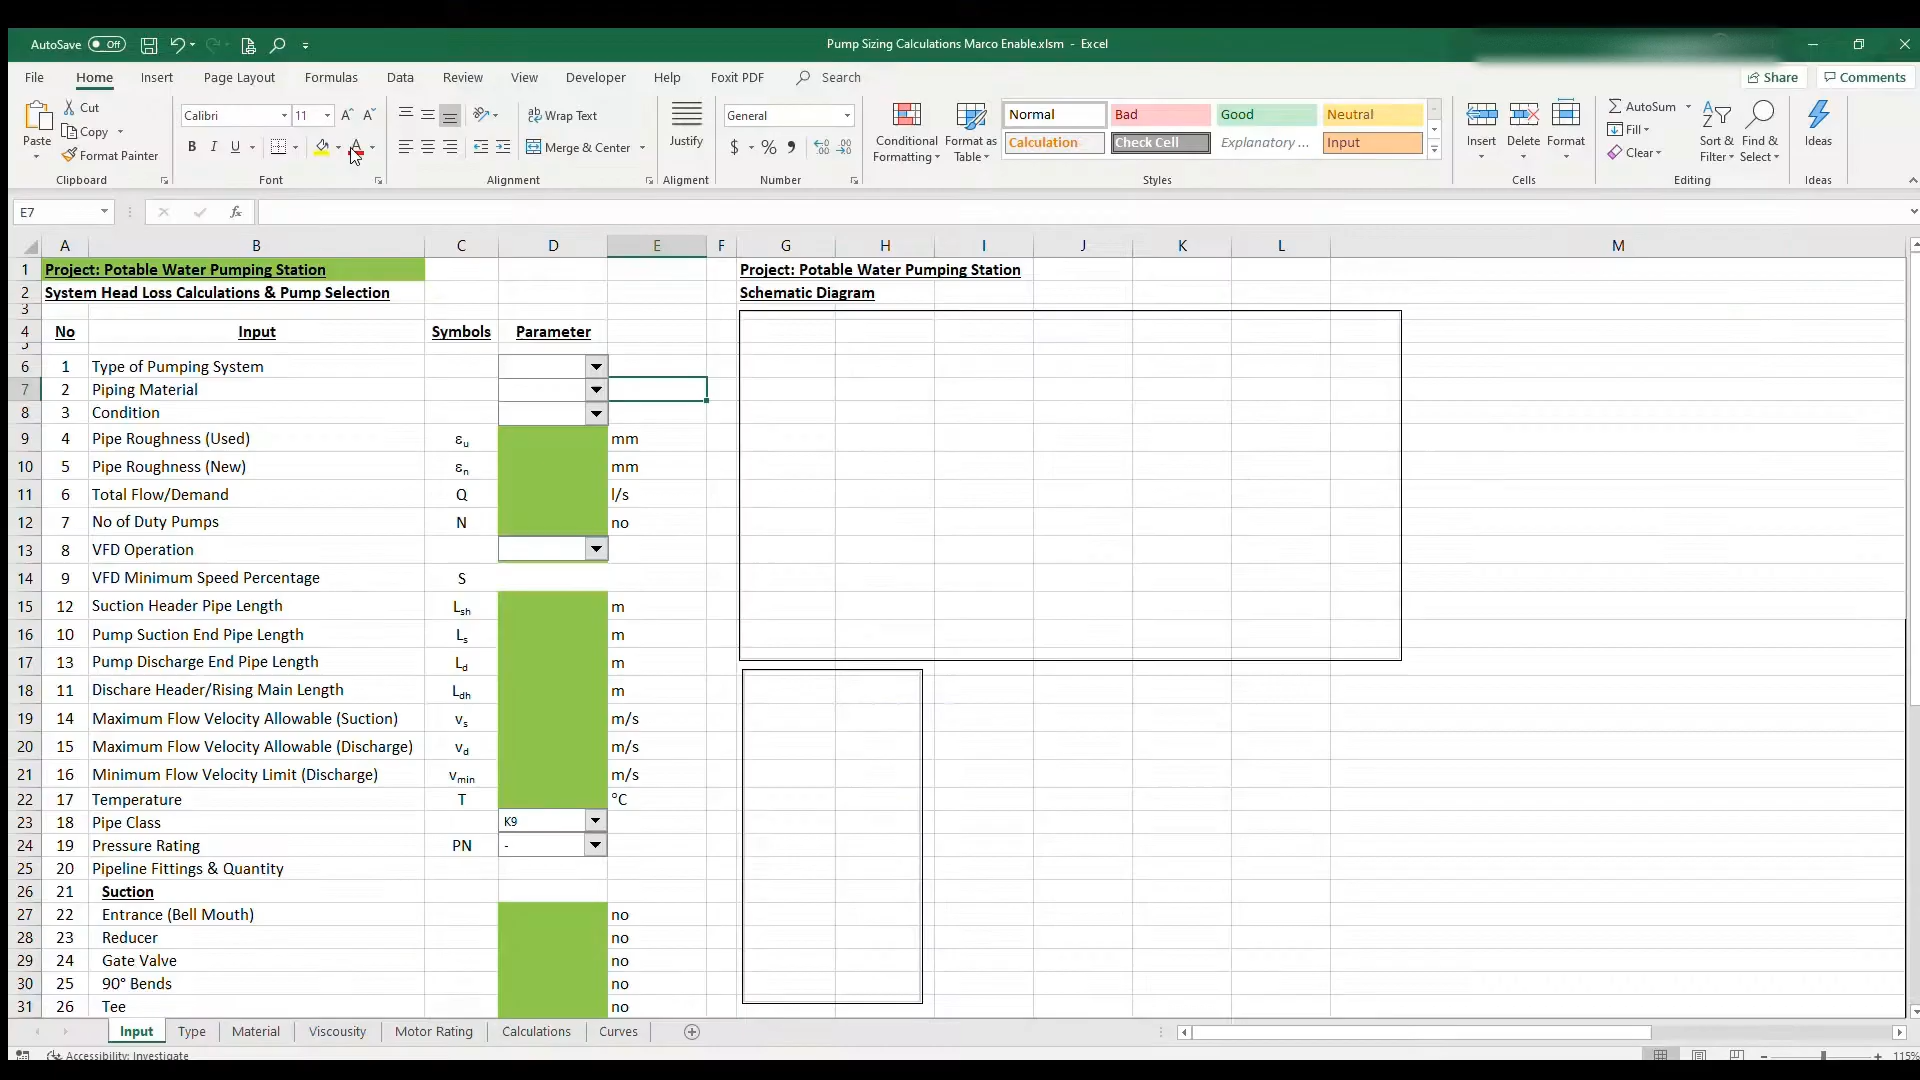 AutoSave Off
Pump Sizing Calculations Marco Enable.xlsm - Excel
File Home Insert Page Layout Formulas Data Review View Developer Help Foxit PDF Search Share Comments
Paste
Cut
Copy
Format Painter
Clipboard
Calibri 11
B I U
Font
Wrap Text
Merge & Center
Alignment
Justify
Aligment
General
$ % 9
Number
Conditional Formatting
Format as Table
Normal Bad Good Neutral
Calculation Check Cell Explanatory ... Input
Styles
Insert Delete Format
Cells
AutoSum
Fill
Clear
Sort & Filter
Find & Select
Editing
Ideas
Ideas
E7 fx
A B C D E F G H I J K L M
1 Project: Potable Water Pumping Station Project: Potable Water Pumping Station
2 System Head Loss Calculations & Pump Selection Schematic Diagram
3
4 No Input Symbols Parameter
5
6 1 Type of Pumping System
7 2 Piping Material
8 3 Condition
9 4 Pipe Roughness (Used) εu mm
10 5 Pipe Roughness (New) εn mm
11 6 Total Flow/Demand Q l/s
12 7 No of Duty Pumps N no
13 8 VFD Operation
14 9 VFD Minimum Speed Percentage S
15 12 Suction Header Pipe Length Lsh m
16 10 Pump Suction End Pipe Length Ls m
17 13 Pump Discharge End Pipe Length Ld m
18 11 Dischare Header/Rising Main Length Ldh m
19 14 Maximum Flow Velocity Allowable (Suction) vs m/s
20 15 Maximum Flow Velocity Allowable (Discharge) vd m/s
21 16 Minimum Flow Velocity Limit (Discharge) vmin m/s
22 17 Temperature T °C
23 18 Pipe Class K9
24 19 Pressure Rating PN -
25 20 Pipeline Fittings & Quantity
26 21 Suction
27 22 Entrance (Bell Mouth) no
28 23 Reducer no
29 24 Gate Valve no
30 25 90° Bends no
31 26 Tee no
Input Type Material Viscousity Motor Rating Calculations Curves
Accessibility: Investigate 115%